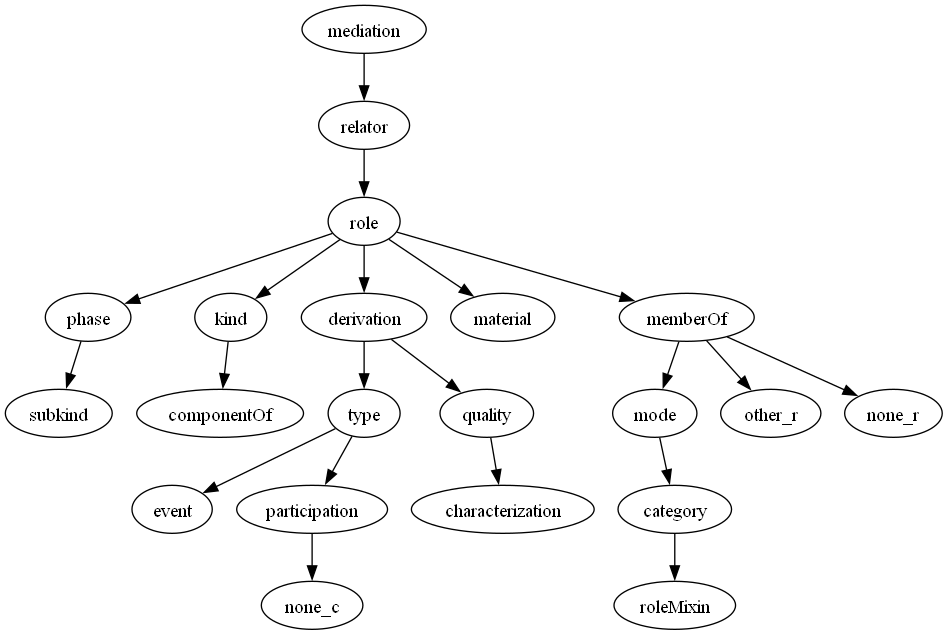 mediation
relator
role
phase
kind
derivation
material
memberOf
subkind
componentOf
type
quality
mode
other_r
none_r
event
participation
characterization
category
none_c
roleMixin